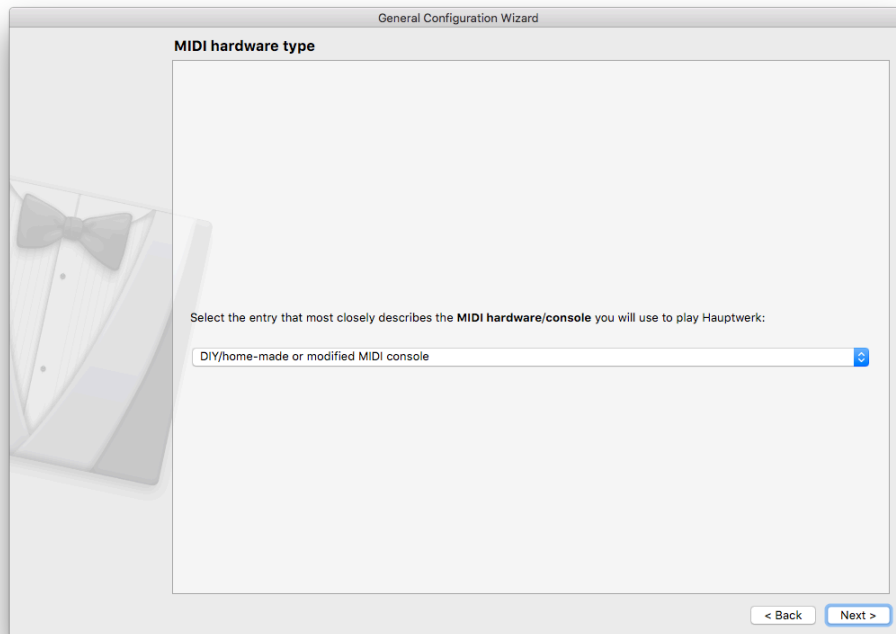 General Configuration Wizard
MIDI hardware type
Select the entry that most closely describes the MIDI hardware/console you will use to play Hauptwerk:
DIY/home-made or modified MIDI console
< Back
Next >